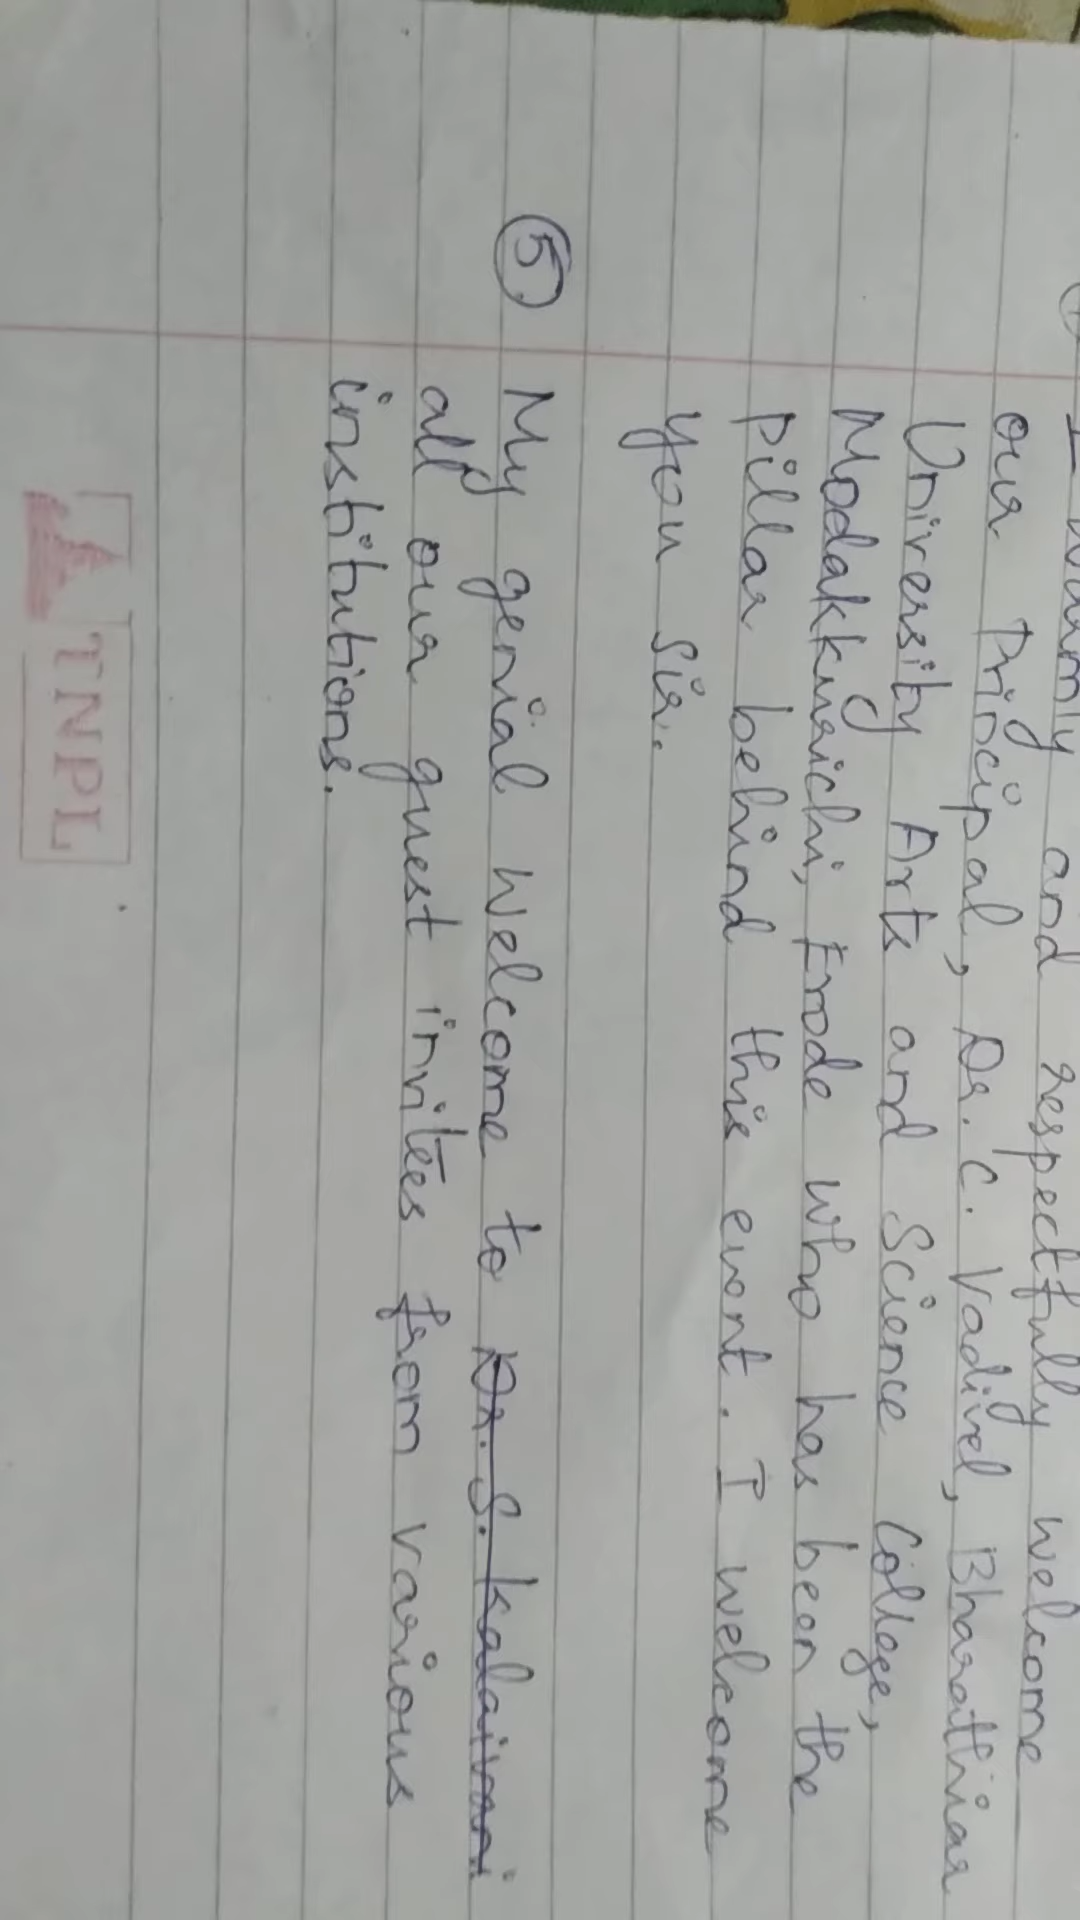 I warmly and respectfully welcome
our Principal, Dr. C. Vadivel, Bharathiar
University Arts and Science College,
Modakkurichi, Erode who has been the
pillar behind this event. I welcome
you Sir..
⑤ My genial Welcome to Dr. S. Kalaivani
all our guest invitees from various
institutions.
TNPL